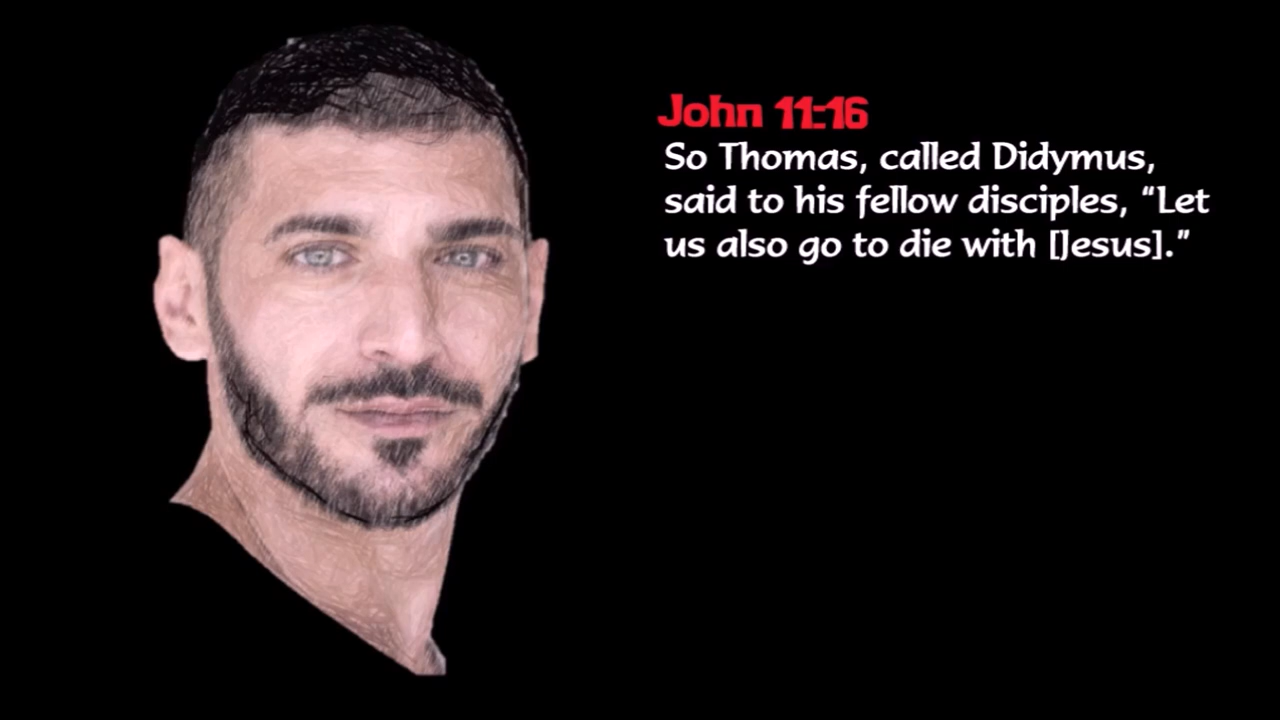 John 11:16
So Thomas, called Didymus,
said to his fellow disciples, “Let
us also go to die with [Jesus].”